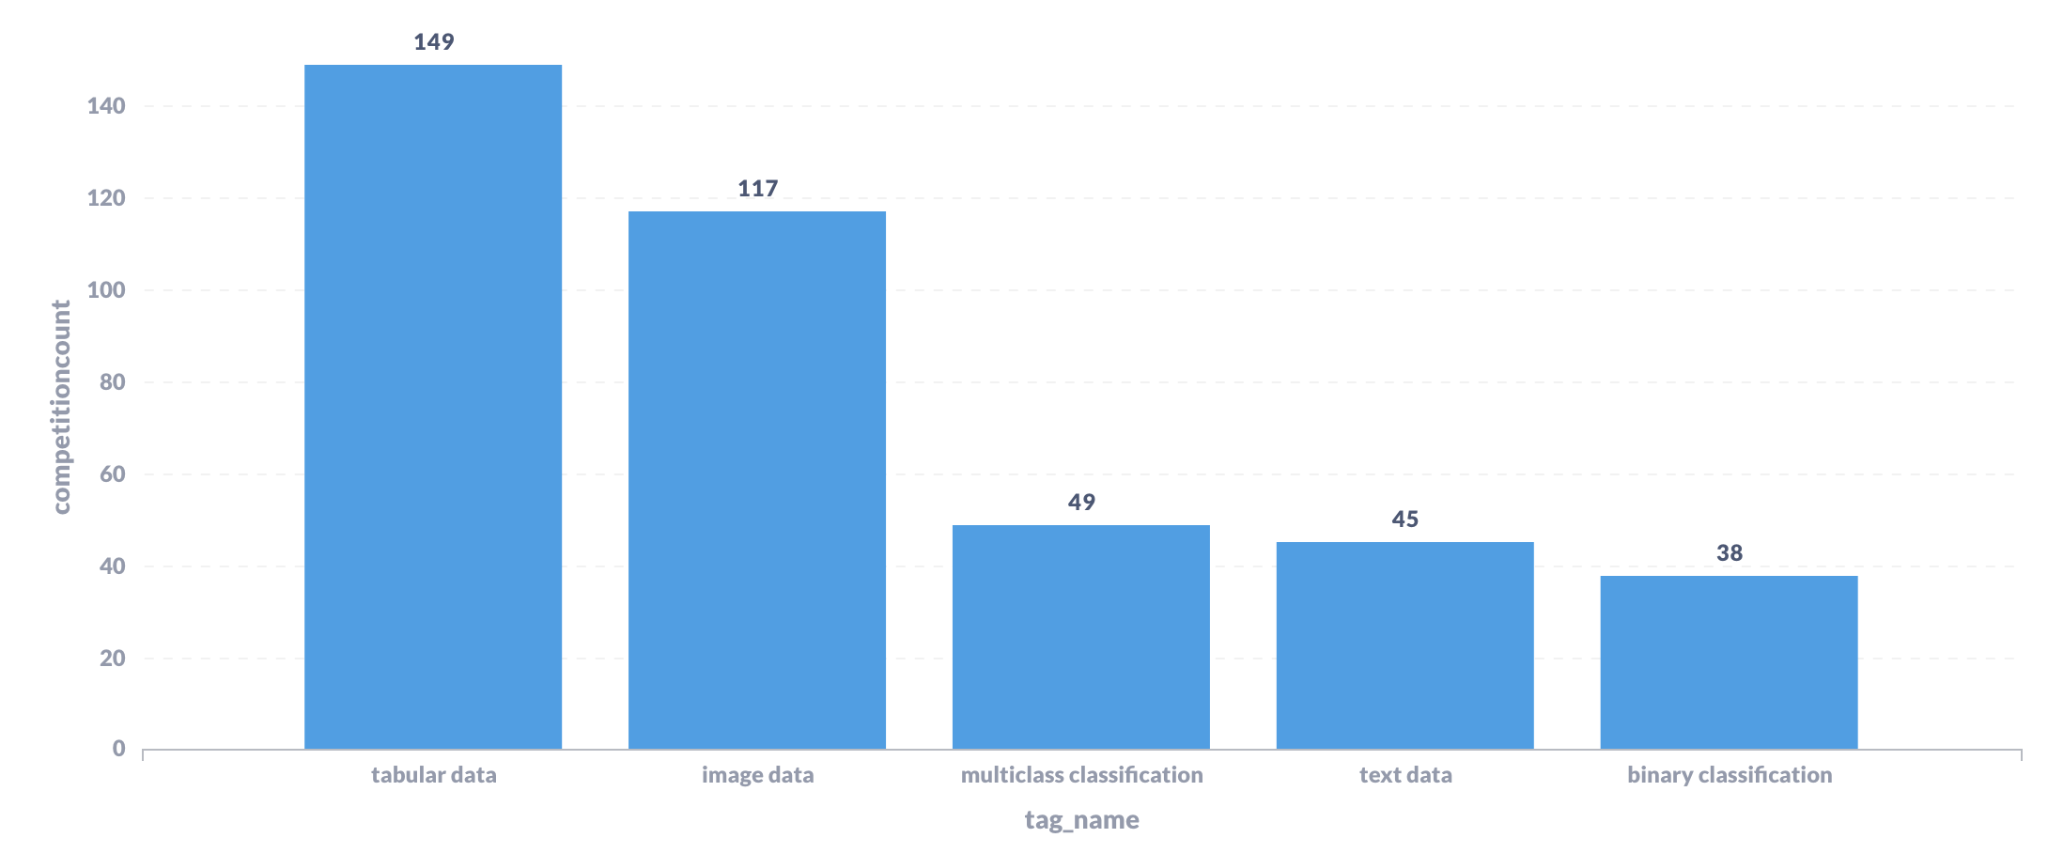 149
140
117
120
100
competitioncount
80
60
49
45
38
40
20
0
tabular data
image data
multiclass classification
text data
binary classification
tag_name